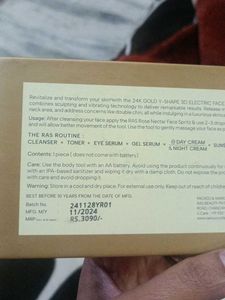 Revitalize and transform your skin with the 24K GOLD Y-SHAPE 3D ELECTRIC FACE
combines sculpting and vibrating technology to deliver remarkable results.
neck area, and address concerns like double chin, all while indulging in a luxurious
Usage: After cleansing your face apply the RAS Rose Nectar Face Spritz & use 2-3 drops
and will allow better movement of the tool. Use the tool to gently massage your face
THE RAS ROUTINE :
CLEANSER • TONER • EYE SERUM • GEL SERUM • 1) DAY CREAM
2) NIGHT CREAM
Contents: 1 piece ( does not come with battery)
Care: Use the body tool with an AA battery. Avoid using the product continuously for
with an IPA-based sanitizer and wiping it dry with a damp cloth. Do not expose the
with care and avoid dropping it.
Warning: Store in a cool and dry place. For external use only. Keep out of reach of
BEST BEFORE 10 YEARS FROM THE DATE OF MFG.
Batch No : 241128YR01
MFG. M/Y : 11/2024
MRP RS.3090/-